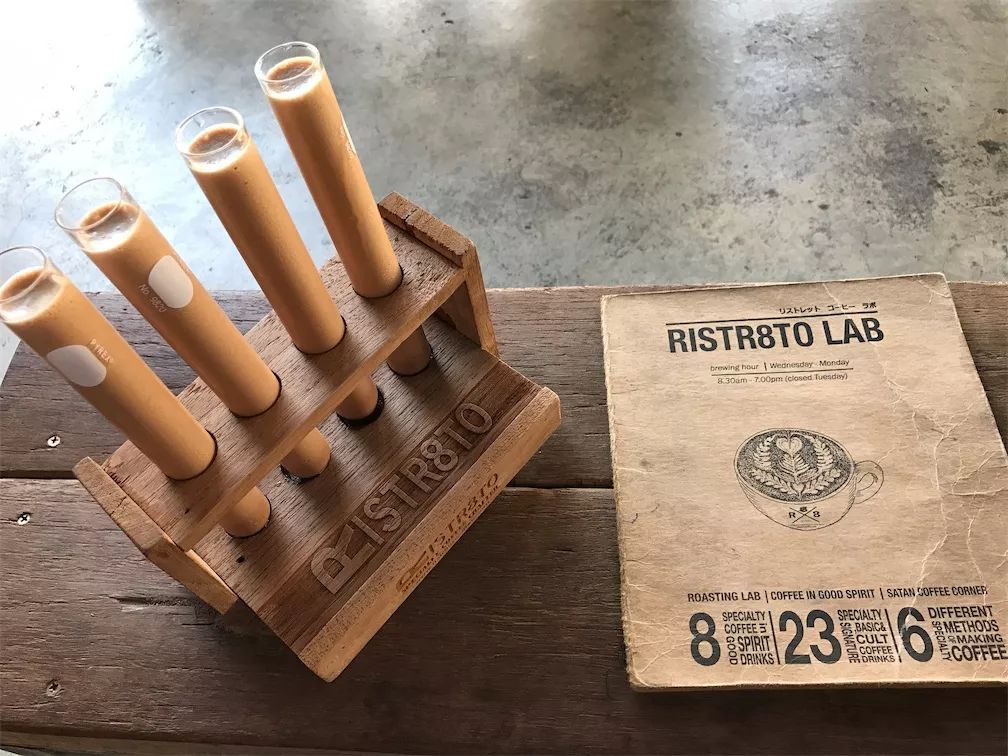 No. 9820
PYREX®
RISTR8TO
RISTR8TO
リストレット コーヒー ラボ
RISTR8TO LAB
brewing hour | Wednesday - Monday
8.30am - 7.00pm (closed Tuesday)
R 8
ROASTING LAB | COFFEE IN GOOD SPIRIT | SATAN COFFEE CORNER
8 SPECIALTY COFFEE in GOOD SPIRIT DRINKS
23 SPECIALTY SIGNATURE BASIC & CULT COFFEE DRINKS
6 DIFFERENT SPECIALTY METHODS OF MAKING COFFEE